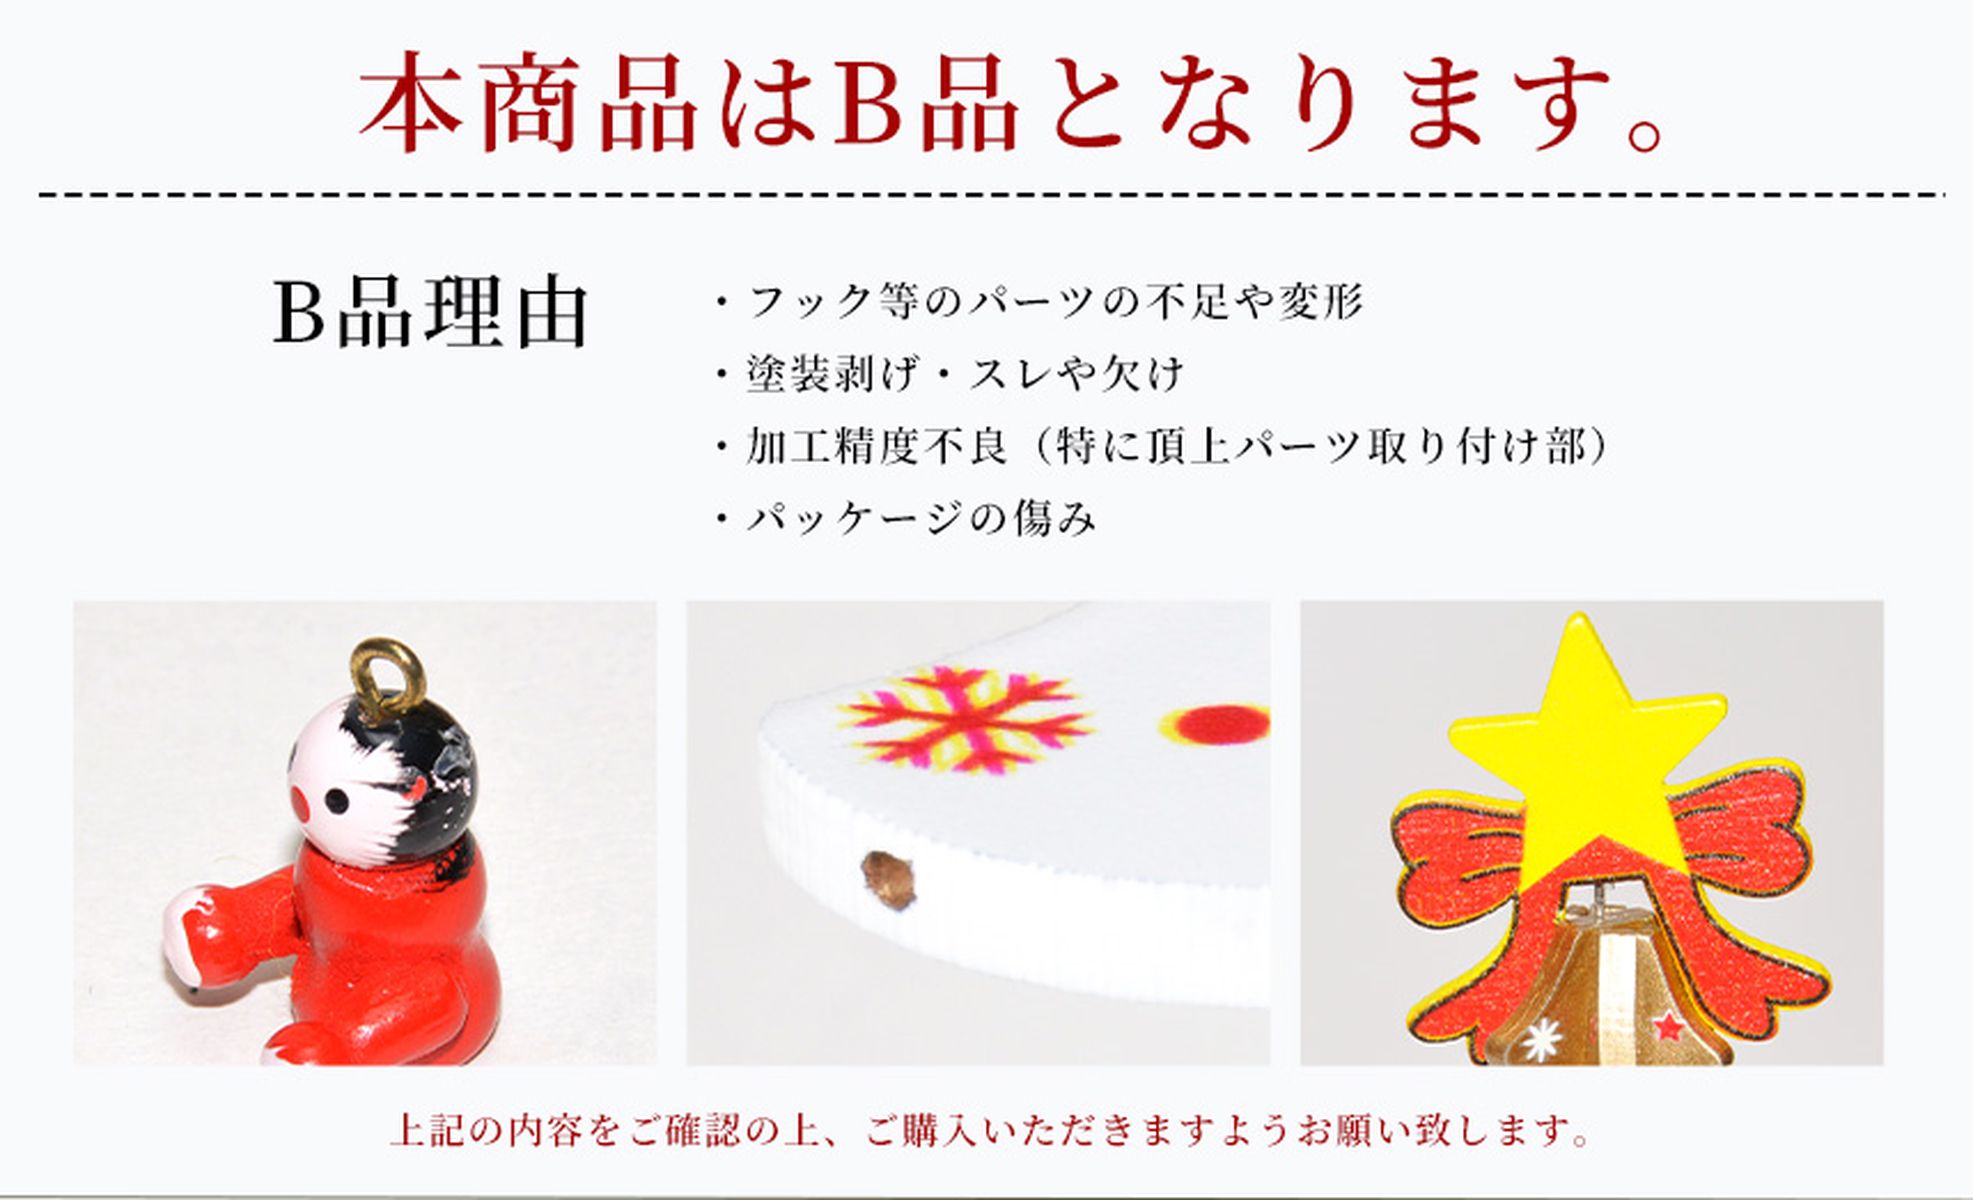 本商品はB品となります。
B品理由
・フック等のパーツの不足や変形
・塗装剥げ・スレや欠け
・加工精度不良（特に頂上パーツ取り付け部）
・パッケージの傷み
上記の内容をご確認の上、ご購入いただきますようお願い致します。